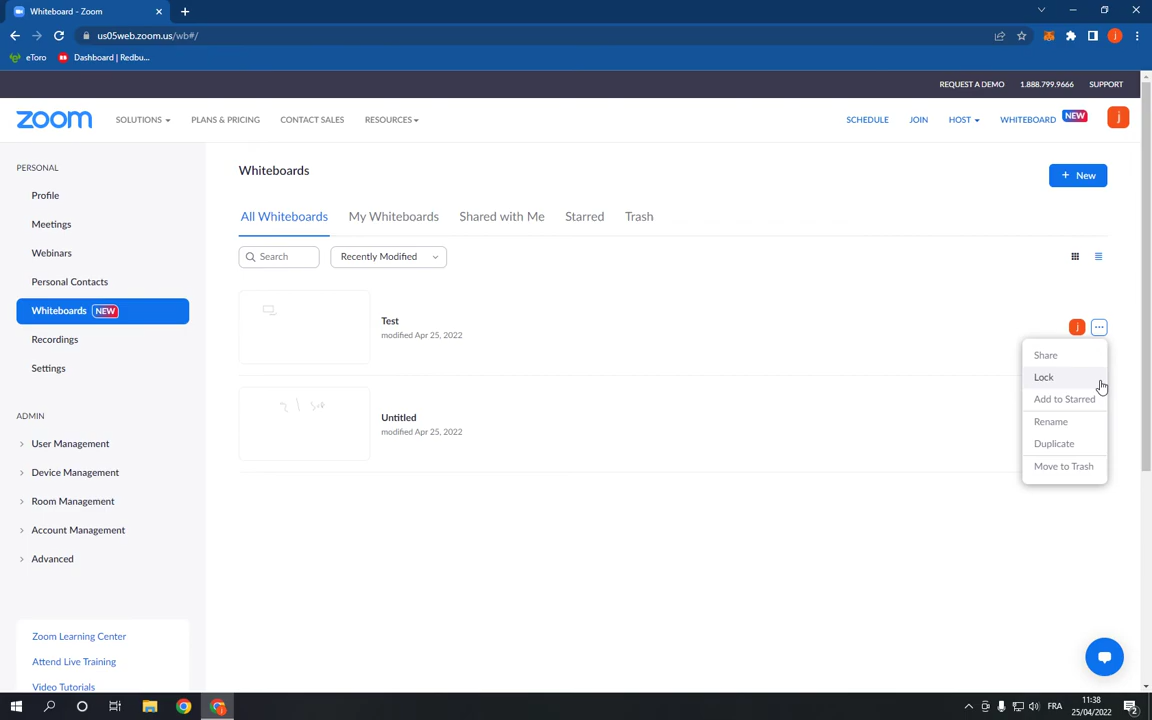 Whiteboard - Zoom
us05web.zoom.us/wb#/
eToro
Dashboard | Redbu...
REQUEST A DEMO 1.888.799.9666 SUPPORT
zoom
SOLUTIONS PLANS & PRICING CONTACT SALES RESOURCES
SCHEDULE JOIN HOST WHITEBOARD NEW
j
PERSONAL
Profile
Meetings
Webinars
Personal Contacts
Whiteboards NEW
Recordings
Settings
ADMIN
User Management
Device Management
Room Management
Account Management
Advanced
Zoom Learning Center
Attend Live Training
Video Tutorials
Whiteboards
+ New
All Whiteboards My Whiteboards Shared with Me Starred Trash
Search
Recently Modified
Test
modified Apr 25, 2022
j
Share
Lock
Add to Starred
Rename
Duplicate
Move to Trash
Untitled
modified Apr 25, 2022
FRA
11:38
25/04/2022
2